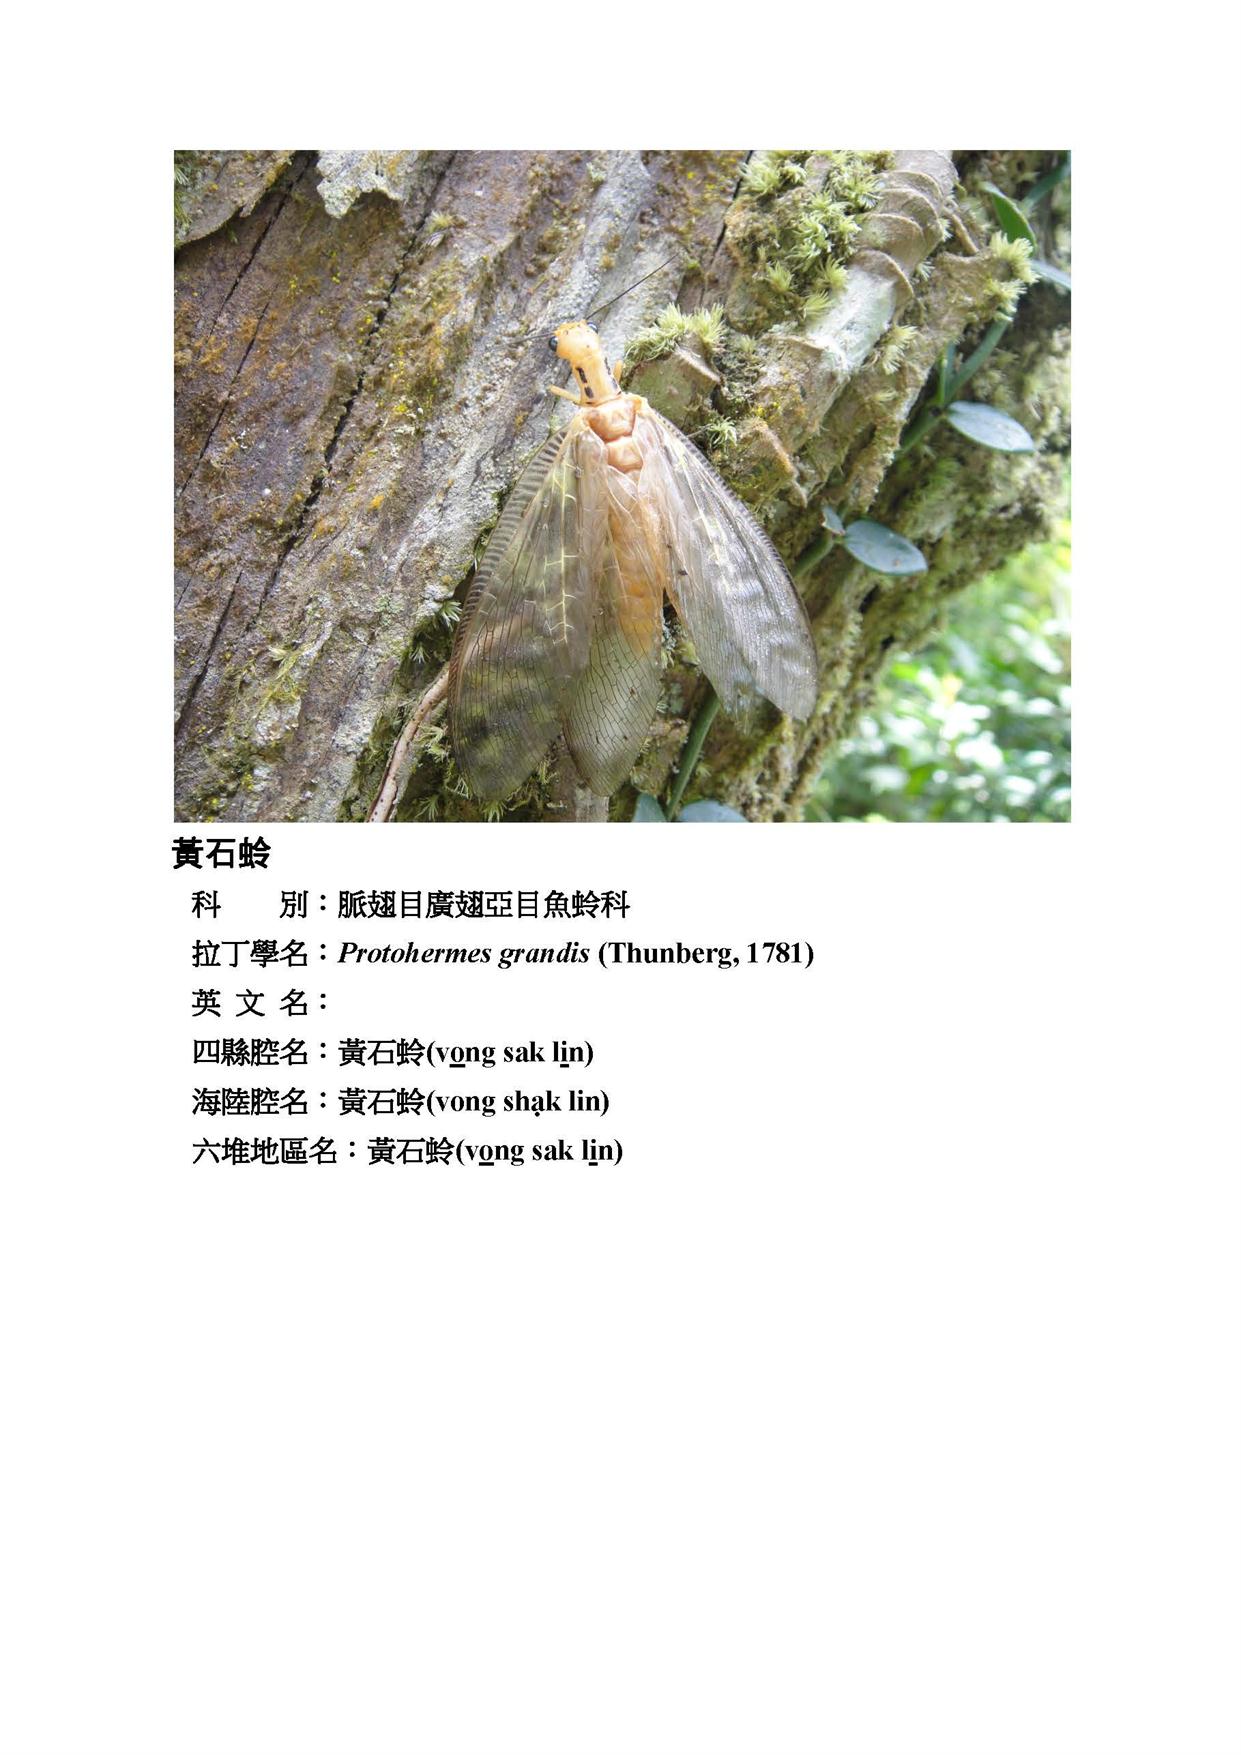 黃石蛉
科　　別：脈翅目廣翅亞目魚蛉科
拉丁學名：Protohermes grandis (Thunberg, 1781)
英 文 名：
四縣腔名：黃石蛉(vo̲ng sak li̲n)
海陸腔名：黃石蛉(vong shạk lin)
六堆地區名：黃石蛉(vo̲ng sak li̲n)